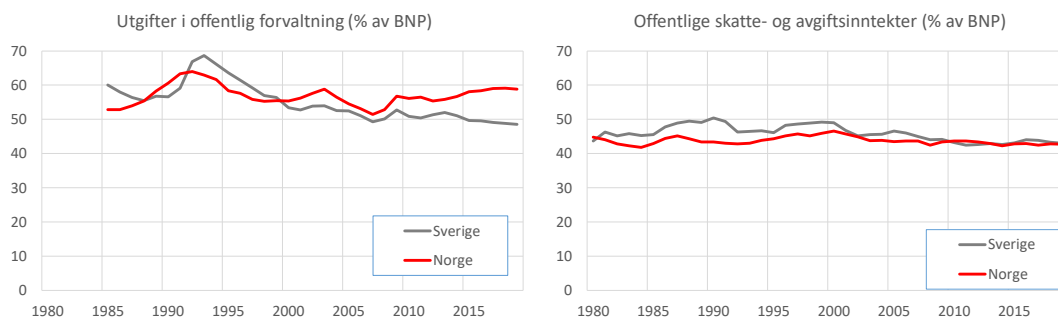 Utgifter i offentlig forvaltning (% av BNP)
70
60
50
40
30
20
10
0
1980 1985 1990 1995 2000 2005 2010 2015
Sverige
Norge
Offentlige skatte- og avgiftsinntekter (% av BNP)
70
60
50
40
30
20
10
0
1980 1985 1990 1995 2000 2005 2010 2015
Sverige
Norge